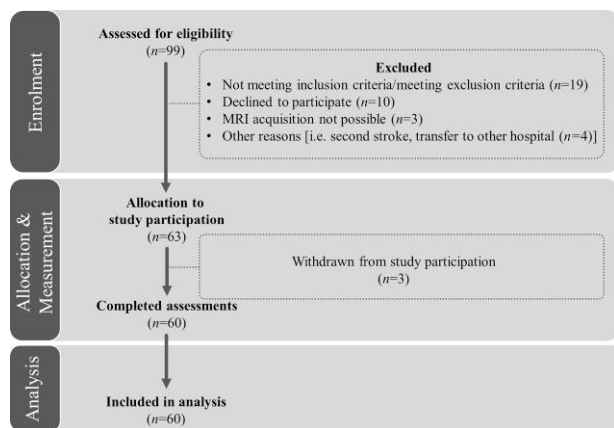 Enrolment
Assessed for eligibility
(n=99)
Excluded
• Not meeting inclusion criteria/meeting exclusion criteria (n=19)
• Declined to participate (n=10)
• MRI acquisition not possible (n=3)
• Other reasons [i.e. second stroke, transfer to other hospital (n=4)]
Allocation &
Measurement
Allocation to
study participation
(n=63)
Withdrawn from study participation
(n=3)
Completed assessments
(n=60)
Analysis
Included in analysis
(n=60)